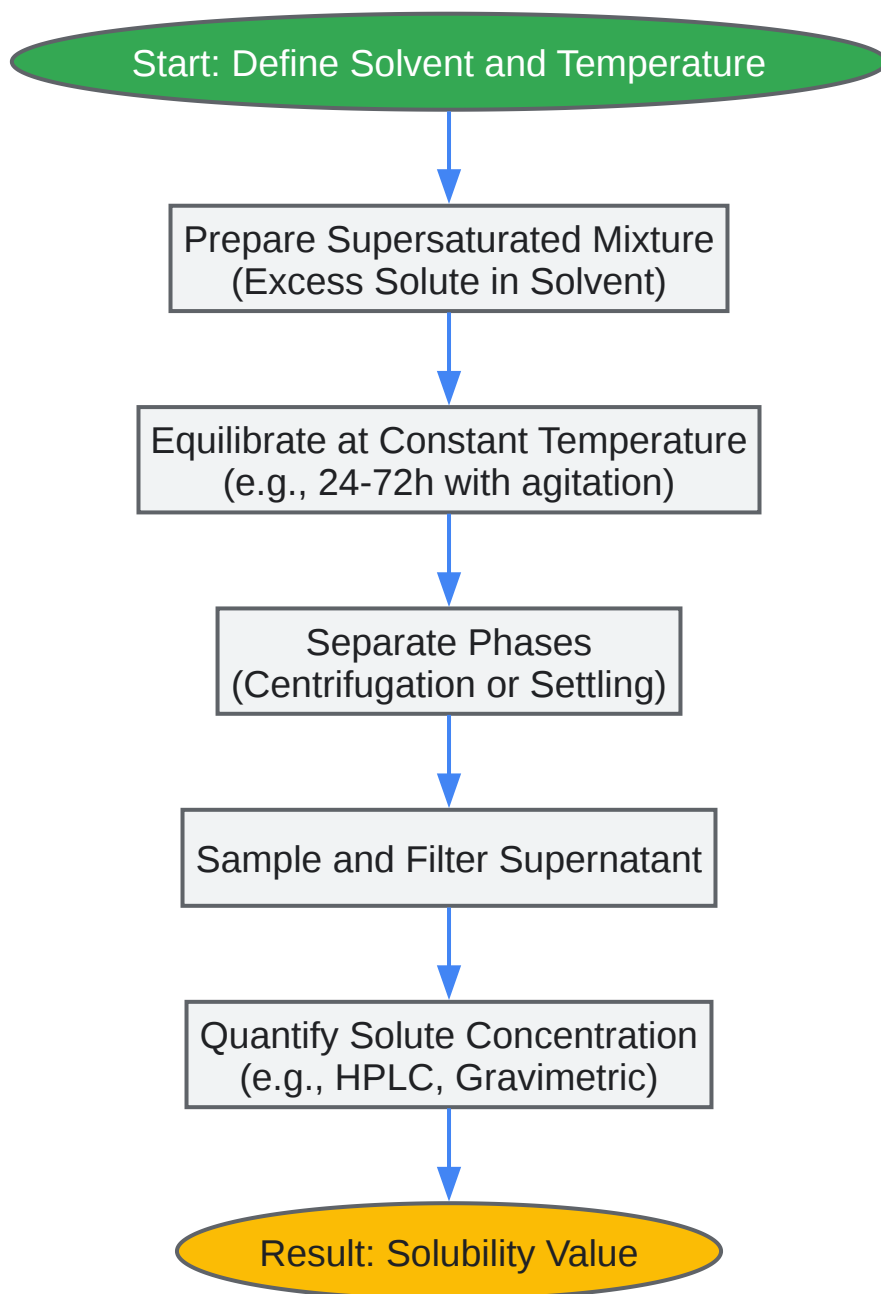 Start: Define Solvent and Temperature
Prepare Supersaturated Mixture
(Excess Solute in Solvent)
Equilibrate at Constant Temperature
(e.g., 24-72h with agitation)
Separate Phases
(Centrifugation or Settling)
Sample and Filter Supernatant
Quantify Solute Concentration
(e.g., HPLC, Gravimetric)
Result: Solubility Value